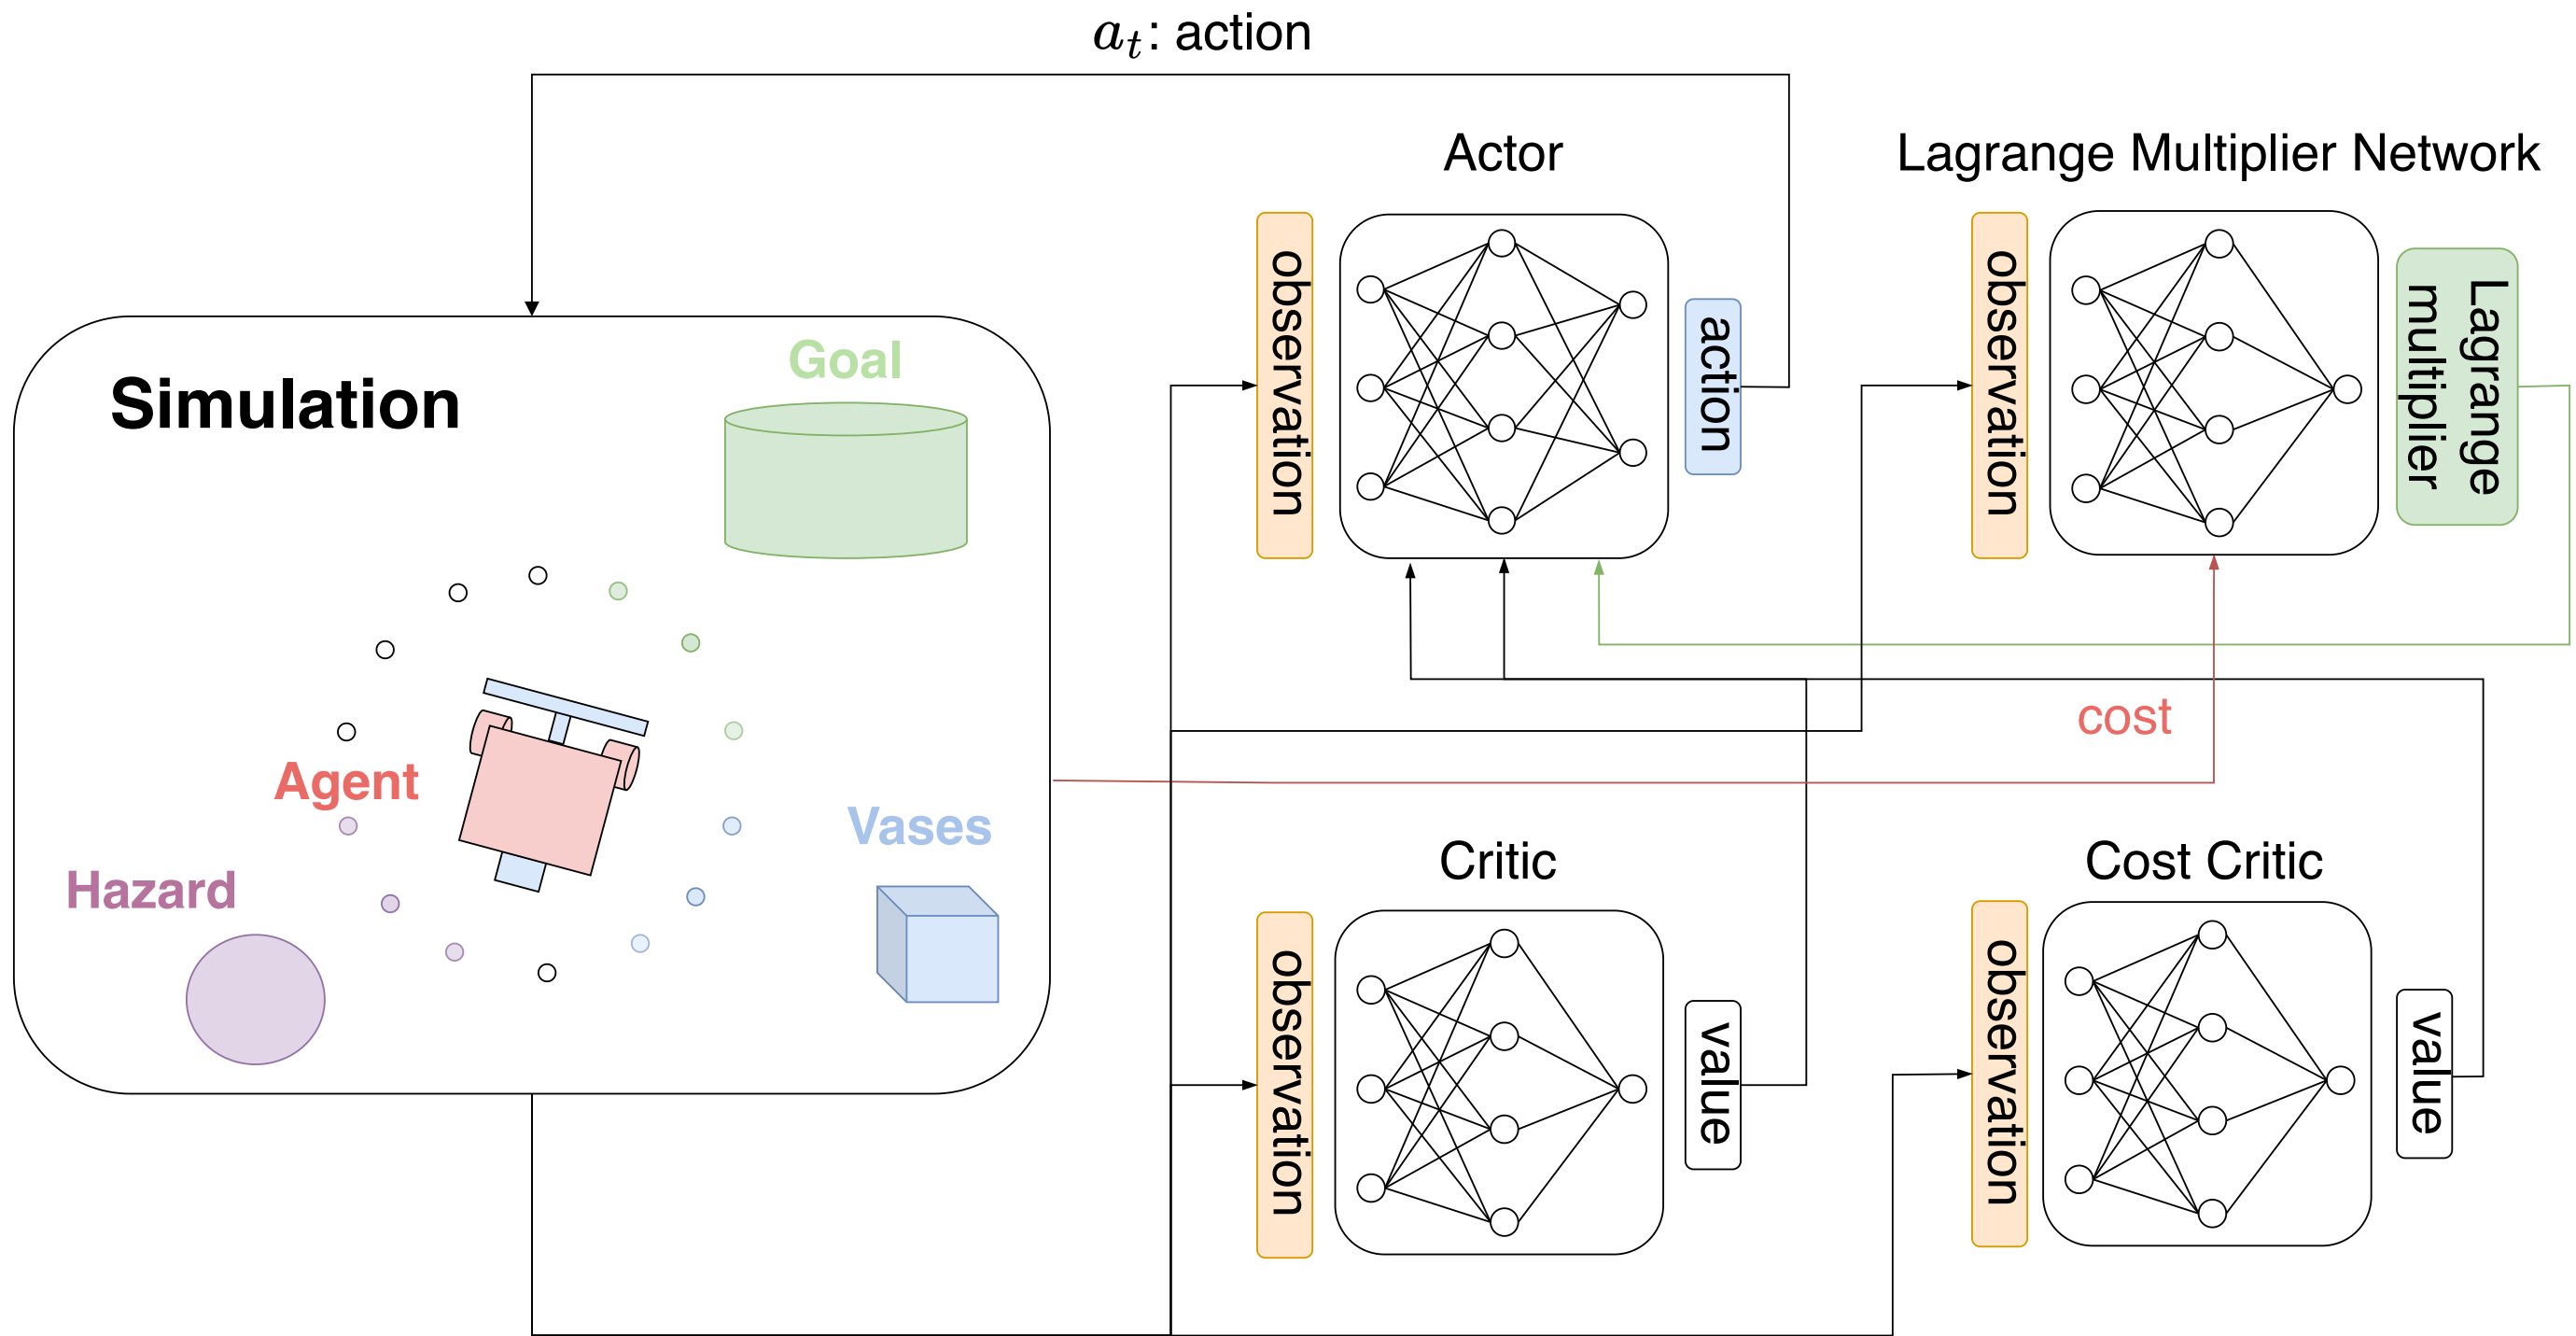 a_t: action
Actor
Lagrange Multiplier Network
observation
action
observation
Lagrange
multiplier
Simulation
Goal
Agent
Vases
Hazard
cost
Critic
Cost Critic
observation
value
observation
value